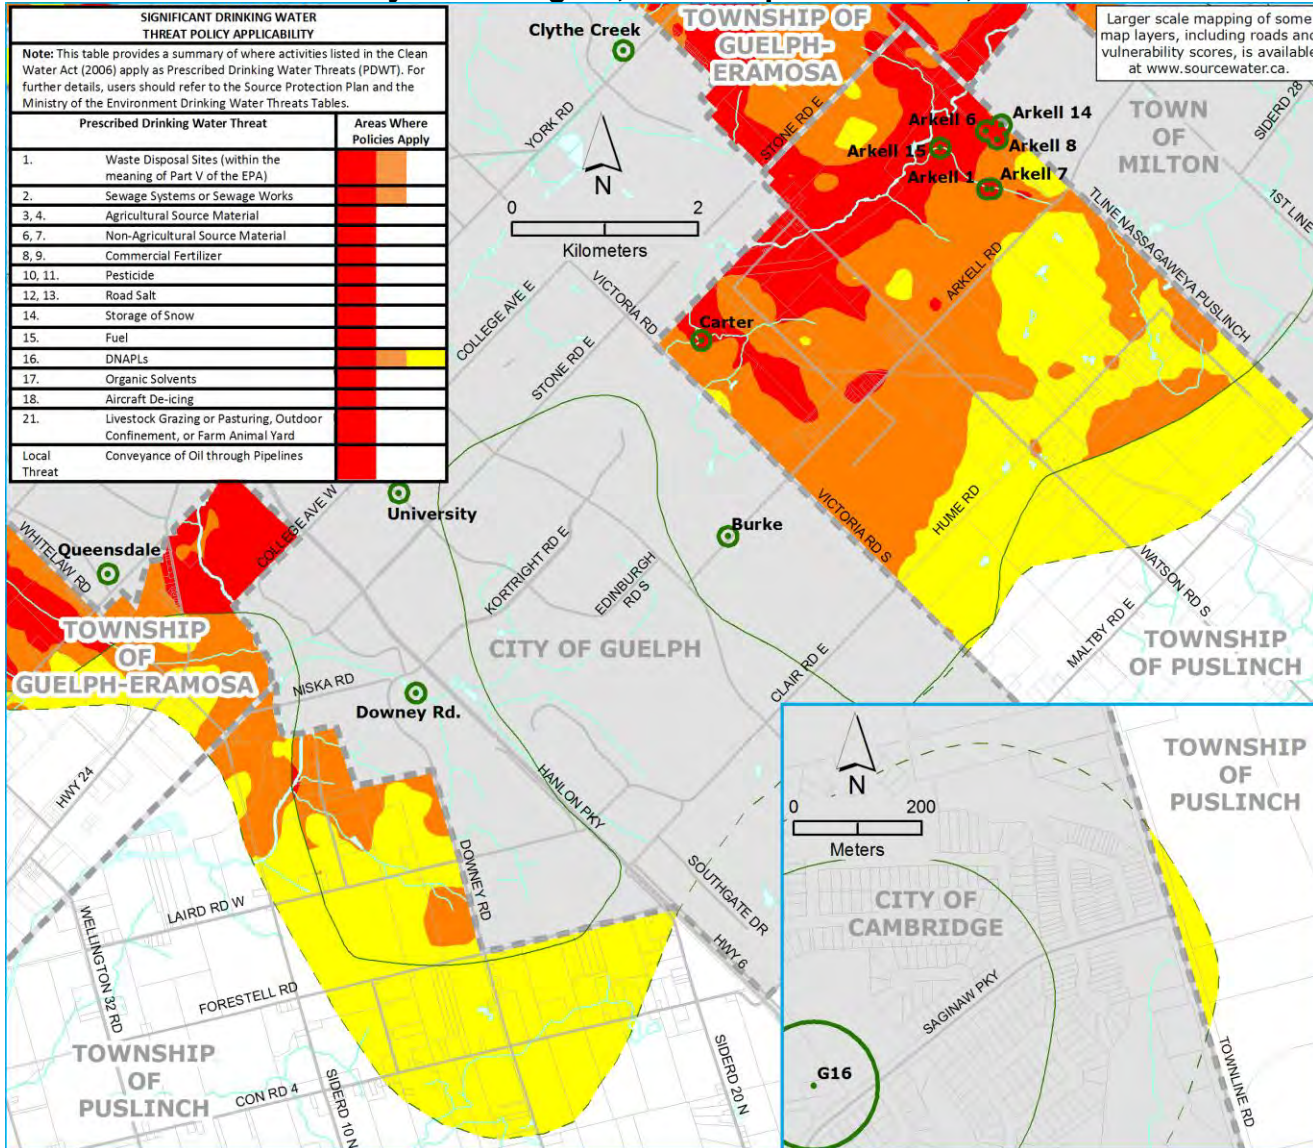 SIGNIFICANT DRINKING WATER
THREAT POLICY APPLICABILITY
Note: This table provides a summary of where activities listed in the Clean
Water Act (2006) apply as Prescribed Drinking Water Threats (PDWT). For
further details, users should refer to the Source Protection Plan and the
Ministry of the Environment Drinking Water Threats Tables.
Prescribed Drinking Water Threat
Areas Where
Policies Apply
1. Waste Disposal Sites (within the
meaning of Part V of the EPA)
2. Sewage Systems or Sewage Works
3, 4. Agricultural Source Material
6, 7. Non-Agricultural Source Material
8, 9. Commercial Fertilizer
10, 11. Pesticide
12, 13. Road Salt
14. Storage of Snow
15. Fuel
16. DNAPLs
17. Organic Solvents
18. Aircraft De-icing
21. Livestock Grazing or Pasturing, Outdoor
Confinement, or Farm Animal Yard
Local Conveyance of Oil through Pipelines
Threat
Larger scale mapping of some
map layers, including roads and
vulnerability scores, is available
at www.sourcewater.ca.
Clythe Creek
TOWNSHIP OF
GUELPH-
ERAMOSA
YORK RD
STONE RD E
N
0 2
Kilometers
Arkell 14
Arkell 6
Arkell 8
Arkell 15
Arkell 7
Arkell 1
TOWN
OF
MILTON
SIDERD 28
1ST LINE
TLINE NASSAGAWEYA PUSLINCH
ARKELL RD
VICTORIA RD
COLLEGE AVE E
STONE RD E
Carter
COLLEGE AVE W
University
Burke
VICTORIA RD S
HUME RD
WATSON RD S
MALTBY RD E
TOWNSHIP
OF PUSLINCH
WHITELAW RD
Queensdale
KORTRIGHT RD E
EDINBURGH
RD S
CITY OF GUELPH
CLAIR RD E
TOWNSHIP
OF
GUELPH-ERAMOSA
NISKA RD
Downey Rd.
HANLON PKY
HWY 24
DOWNEY RD
SOUTHGATE DR
HWY 6
LAIRD RD W
WELLINGTON 32 RD
FORESTELL RD
TOWNSHIP
OF
PUSLINCH
CON RD 4
SIDERD 10 N
SIDERD 20 N
N
0 200
Meters
TOWNSHIP
OF
PUSLINCH
CITY OF
CAMBRIDGE
SAGINAW PKY
G16
TOWNLINE RD